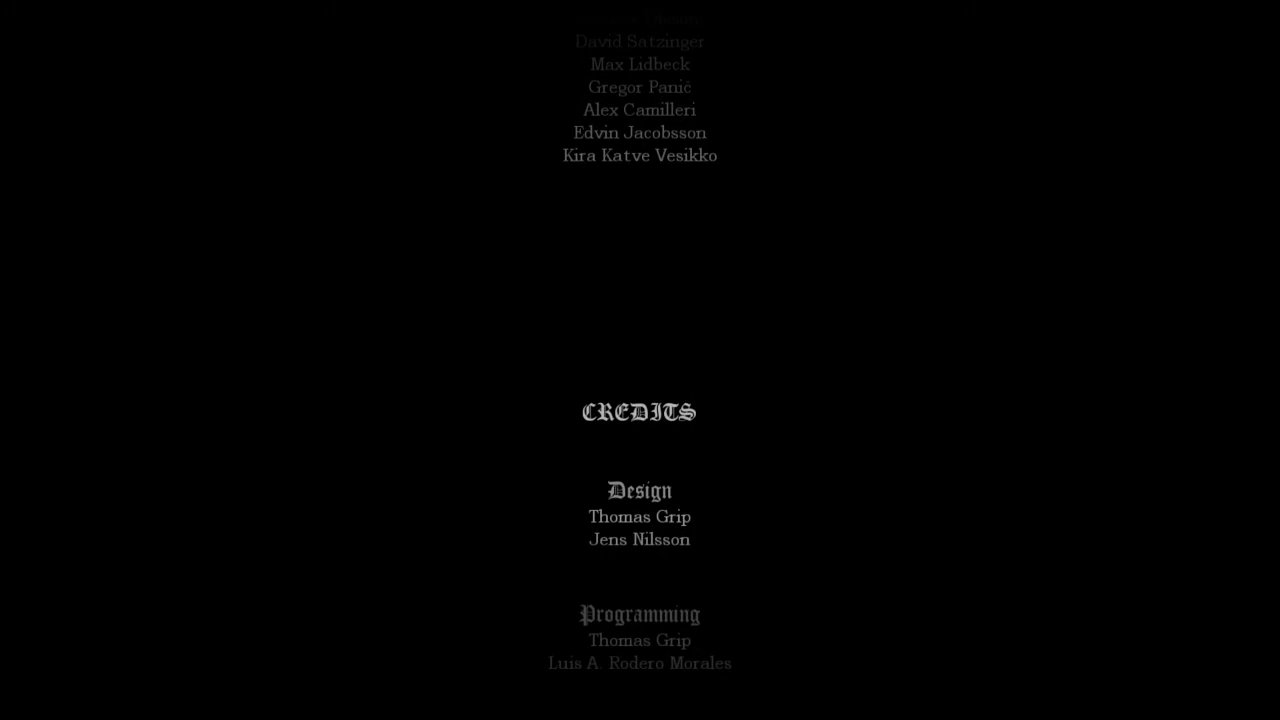 David Satzinger
Max Lidbeck
Gregor Panič
Alex Camilleri
Edvin Jacobsson
Kira Katve Vesikko
CREDITS
Design
Thomas Grip
Jens Nilsson
Programming
Thomas Grip
Luis A. Rodero Morales